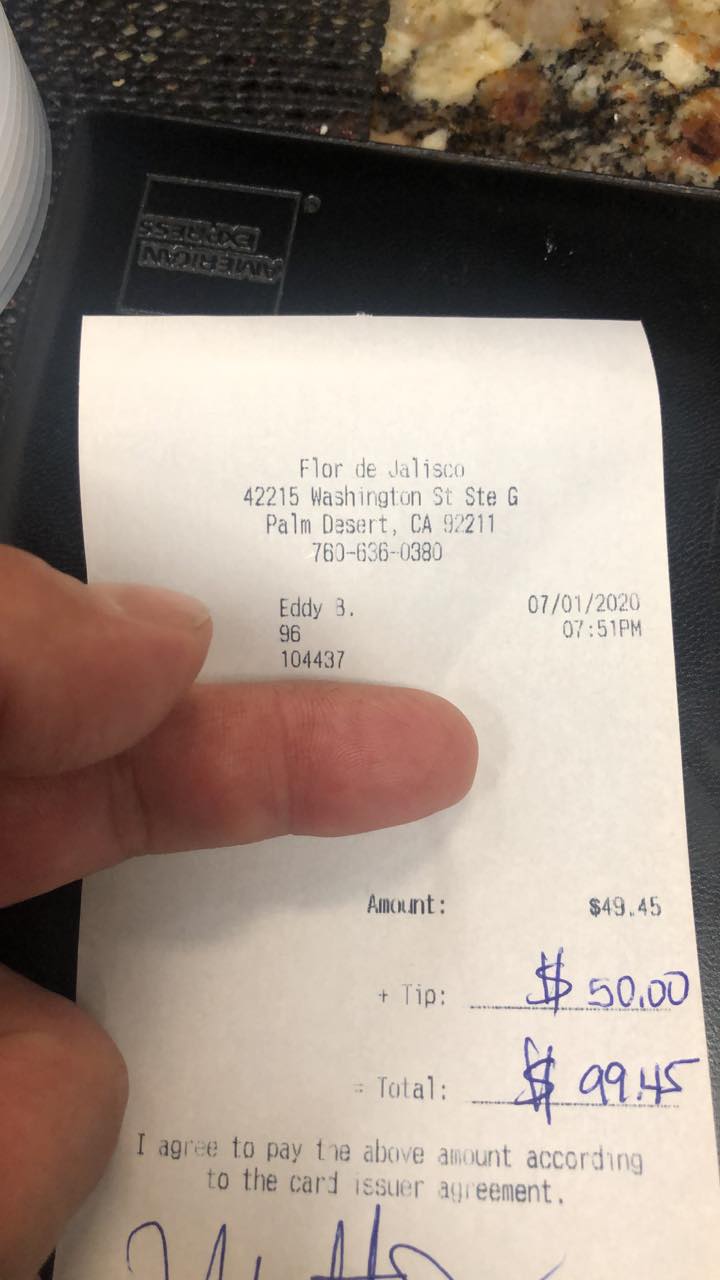 AMERICAN
EXPRESS
Flor de Jalisco
42215 Washington St Ste G
Palm Desert, CA 92211
760-636-0380
Eddy B. 07/01/2020
96 07:51PM
104437
Amount: $49.45
+ Tip: $ 50.00
= Total: $ 99.45
I agree to pay the above amount according
to the card issuer agreement.